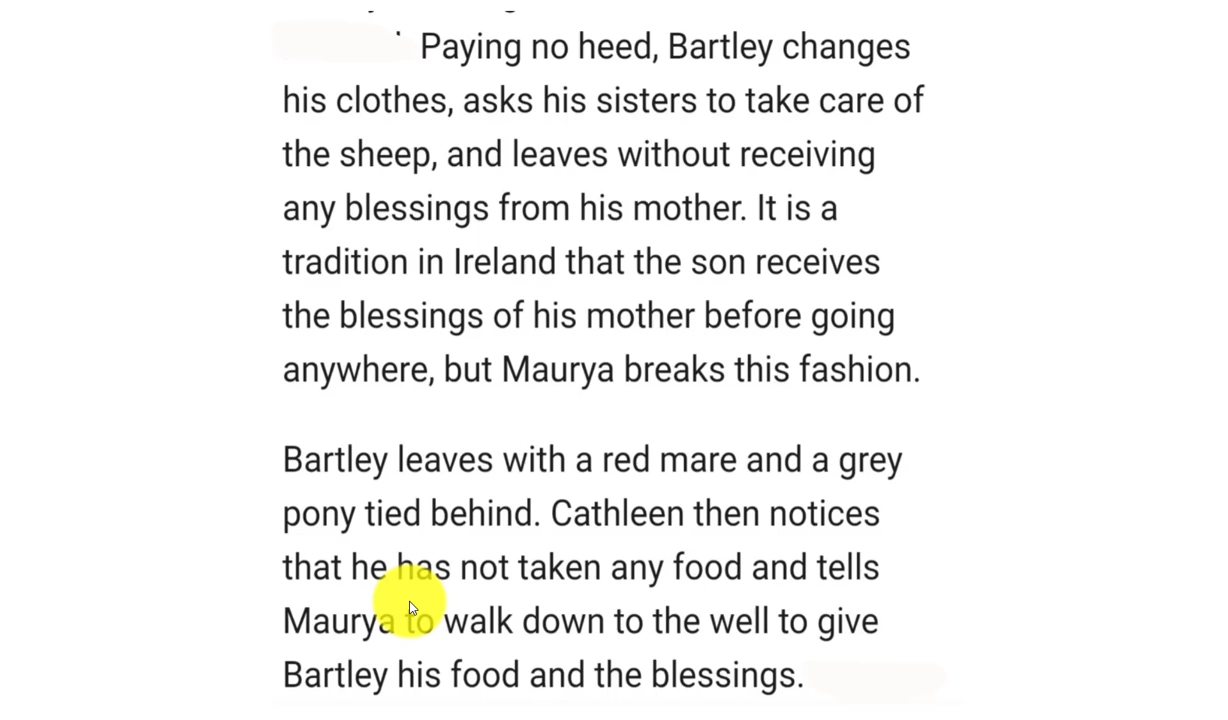 Paying no heed, Bartley changes
his clothes, asks his sisters to take care of
the sheep, and leaves without receiving
any blessings from his mother. It is a
tradition in Ireland that the son receives
the blessings of his mother before going
anywhere, but Maurya breaks this fashion.
Bartley leaves with a red mare and a grey
pony tied behind. Cathleen then notices
that he has not taken any food and tells
Maurya to walk down to the well to give
Bartley his food and the blessings.